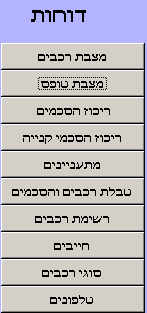 דוחות
מצבת רכבים
מצבת טופס
ריכוז הסכמים
ריכוז הסכמי קנייה
מתעניינים
טבלת רכבים והסכמים
רשימת רכבים
חייבים
סוגי רכבים
טלפונים